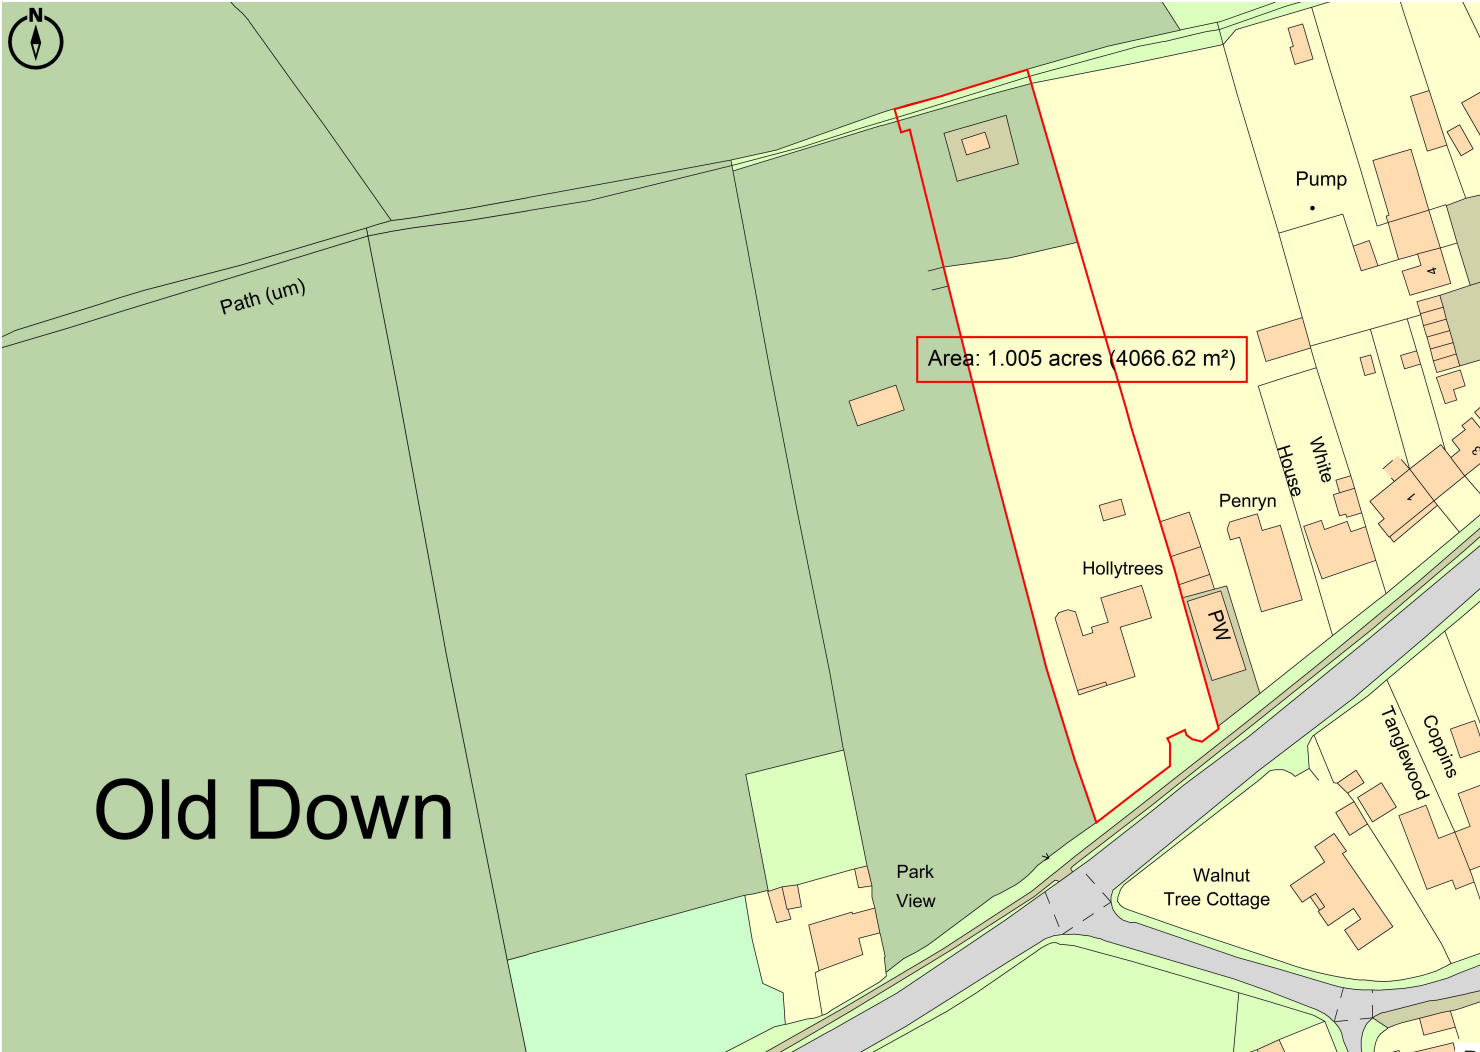 N
Pump
4
Path (um)
Area: 1.005 acres (4066.62 m²)
White
House
3
1
Penryn
Hollytrees
PW
Tanglewood
Coppins
Old Down
Park
View
Walnut
Tree Cottage